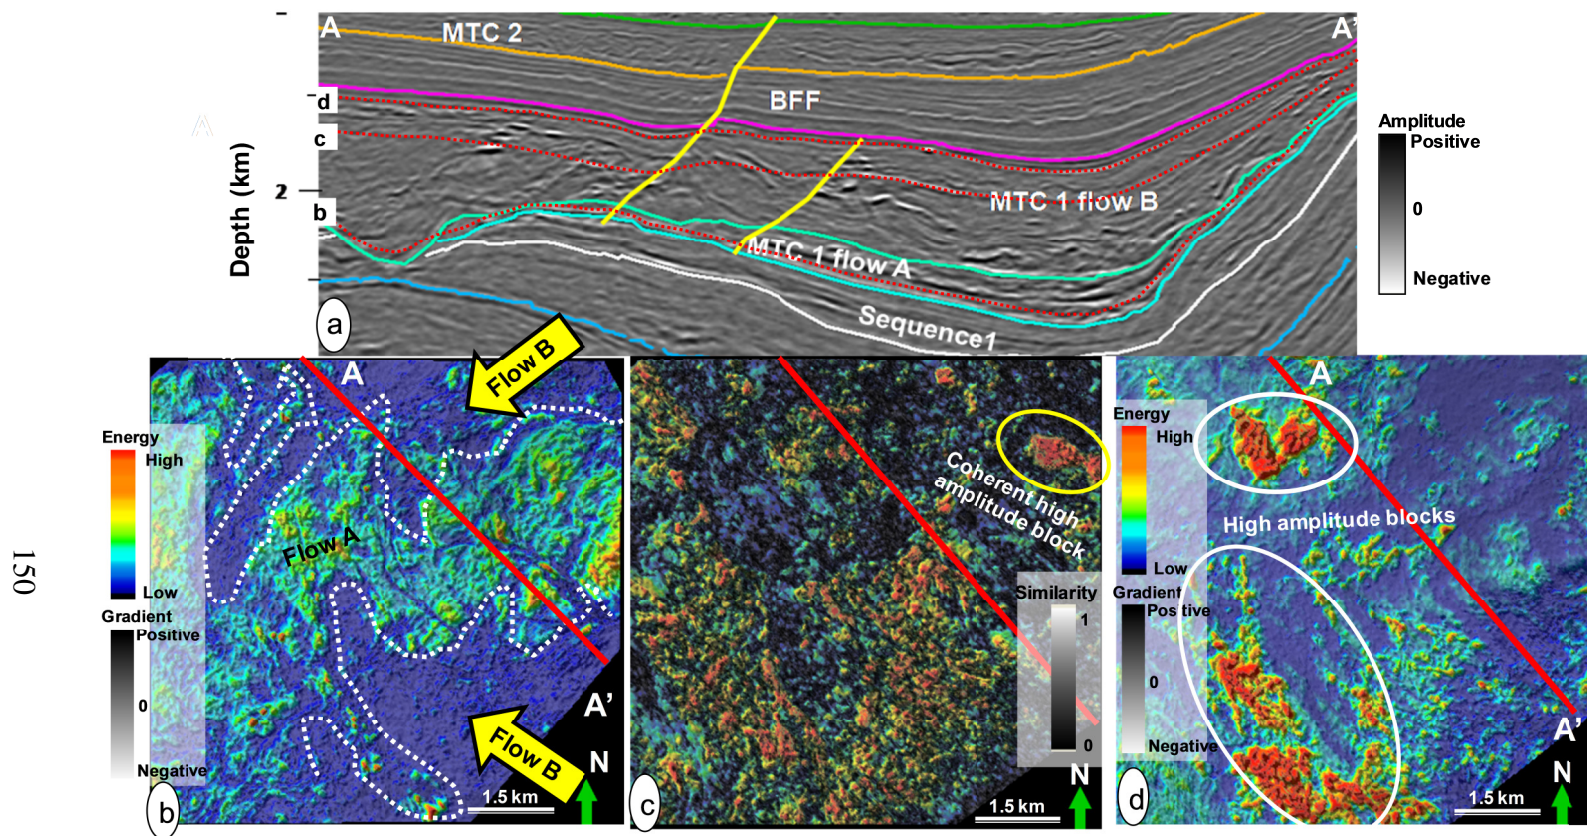 A
A'
MTC 2
BFF
d
c
b
Depth (km)
2
MTC 1 flow B
MTC 1 flow A
Sequence1
a
Amplitude
Positive
0
Negative
150
A
Flow B
Energy
High
Low
Gradient
Positive
0
Negative
Flow A
Flow B
A'
N
1.5 km
b
Coherent high
amplitude block
Similarity
1
0
N
1.5 km
c
A
Energy
High
Low
Gradient
Positive
0
Negative
High amplitude blocks
A'
N
1.5 km
d